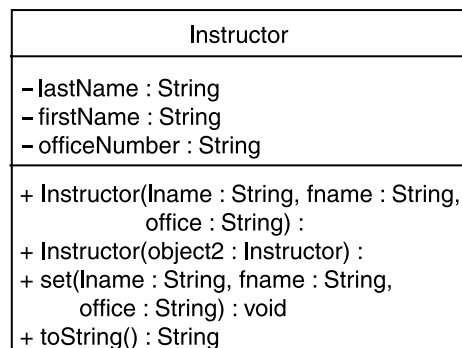 Instructor
– lastName : String
– firstName : String
– officeNumber : String
+ Instructor(lname : String, fname : String,
office : String) :
+ Instructor(object2 : Instructor) :
+ set(lname : String, fname : String,
office : String) : void
+ toString() : String